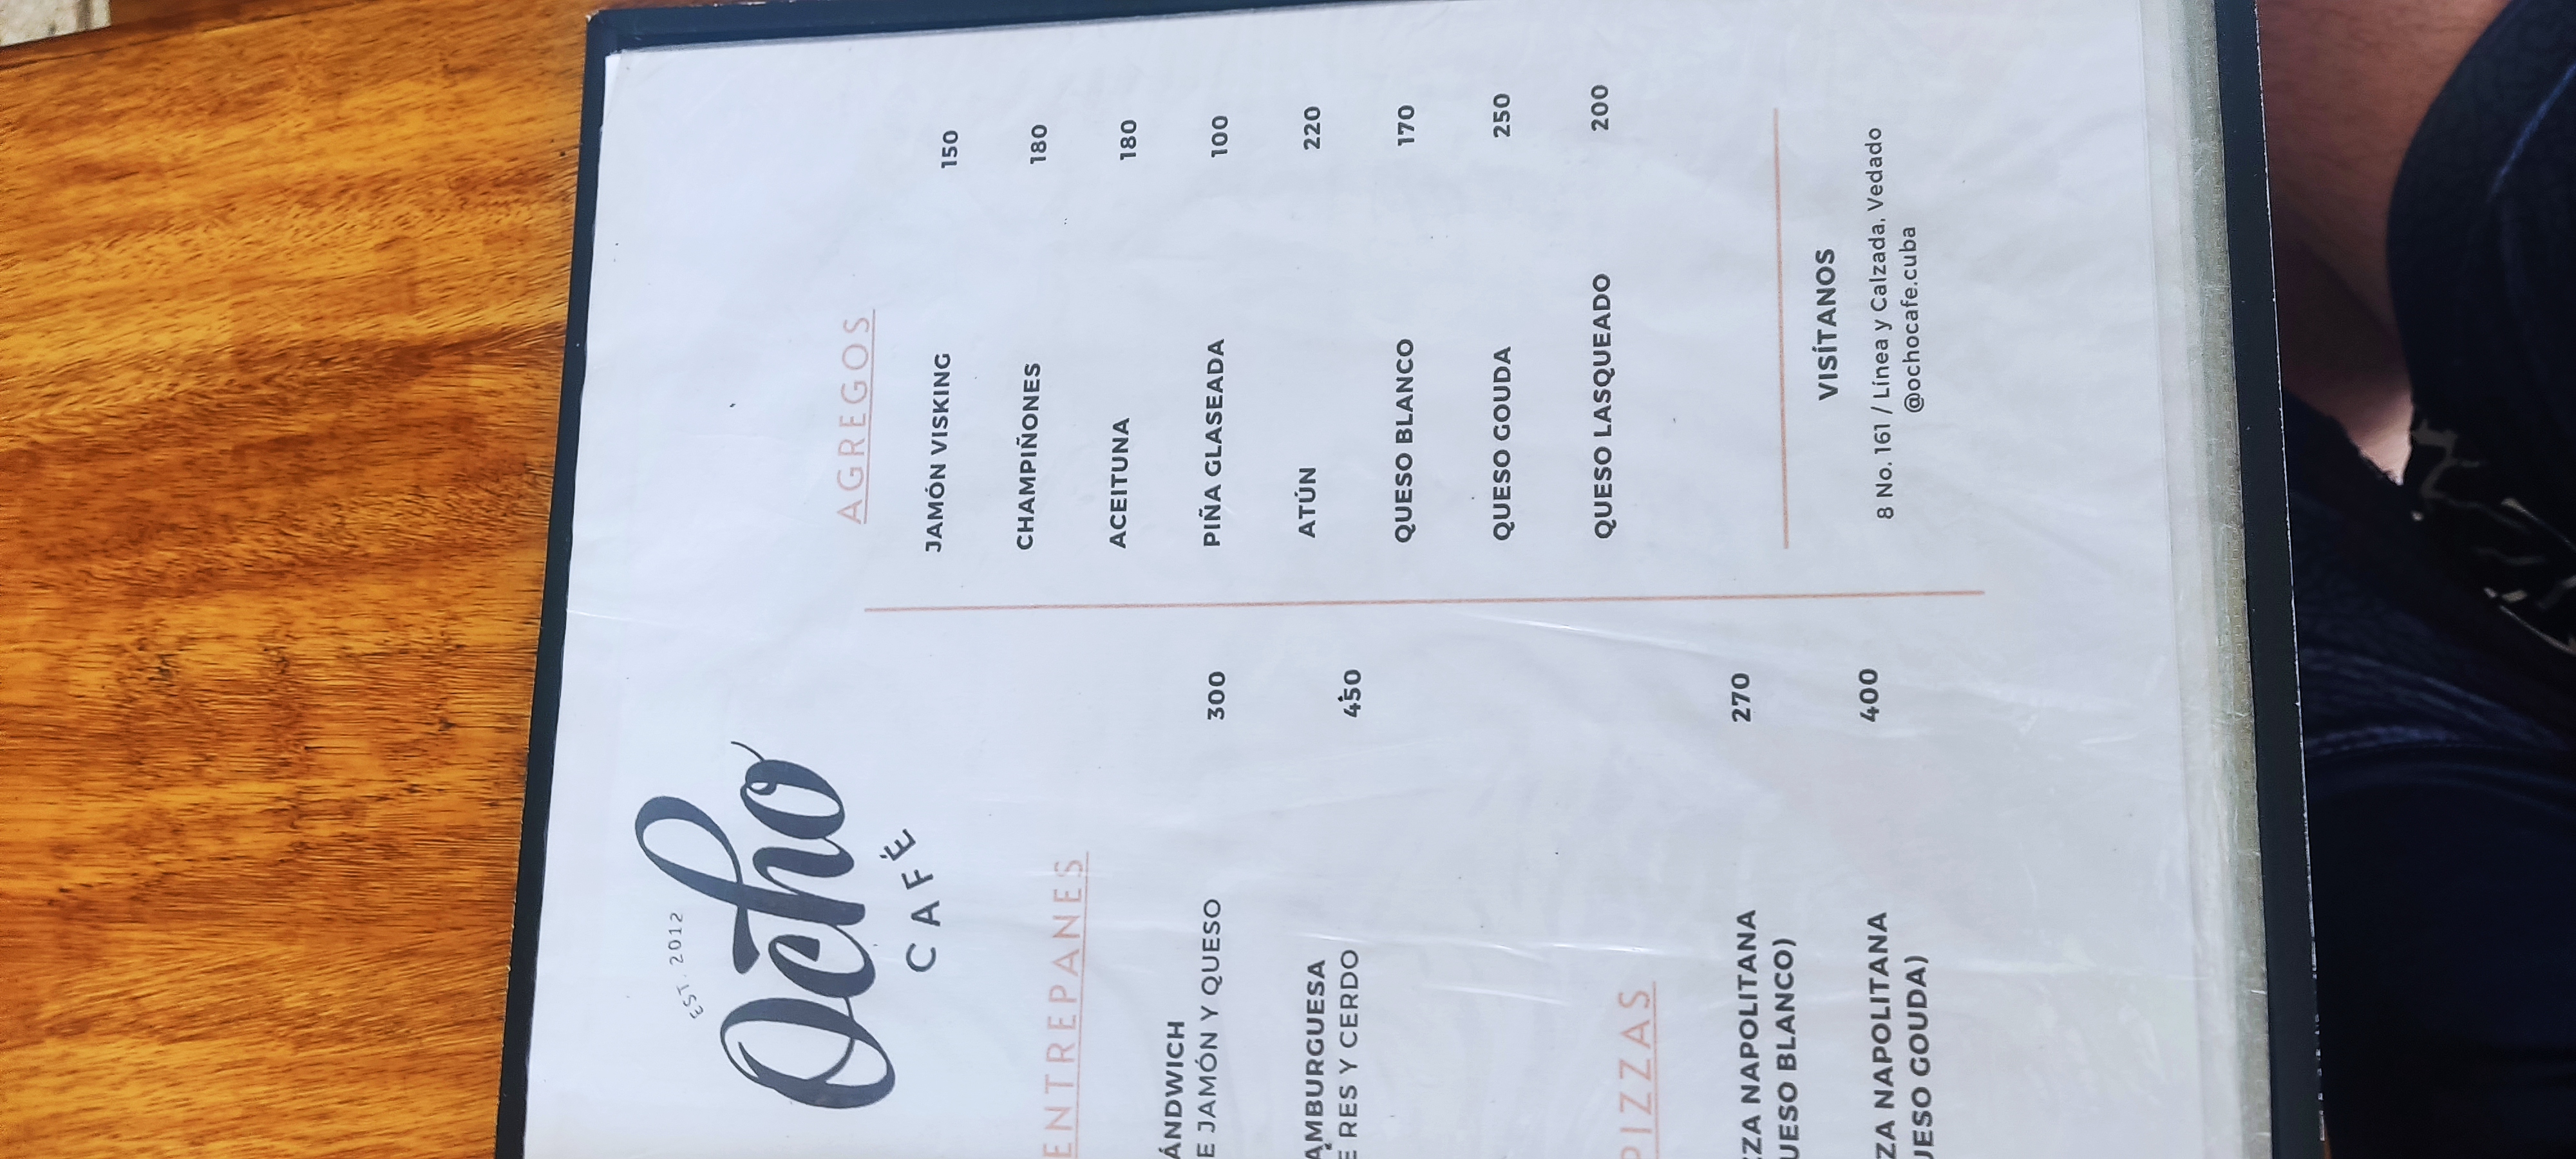 EST. 2012
Ocho
CAFÉ
ENTREPANES
ÁNDWICH
E JAMÓN Y QUESO 300
AMBURGUESA
E RES Y CERDO 450
PIZZAS
ZZA NAPOLITANA 270
UESO BLANCO)
ZA NAPOLITANA 400
UESO GOUDA)
AGREGOS
JAMÓN VISKING 150
CHAMPIÑONES 180
ACEITUNA 180
PIÑA GLASEADA 100
ATÚN 220
QUESO BLANCO 170
QUESO GOUDA 250
QUESO LASQUEADO 200
VISÍTANOS
8 No. 161 / Línea y Calzada, Vedado
@ochocafe.cuba